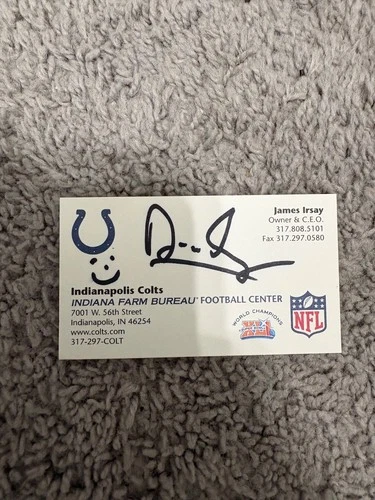 James Irsay
Owner & C.E.O.
317.808.5101
Fax 317.297.0580
Indianapolis Colts
INDIANA FARM BUREAU™ FOOTBALL CENTER
7001 W. 56th Street
Indianapolis, IN 46254
www.colts.com
317-297-COLT
WORLD CHAMPIONS
NFL